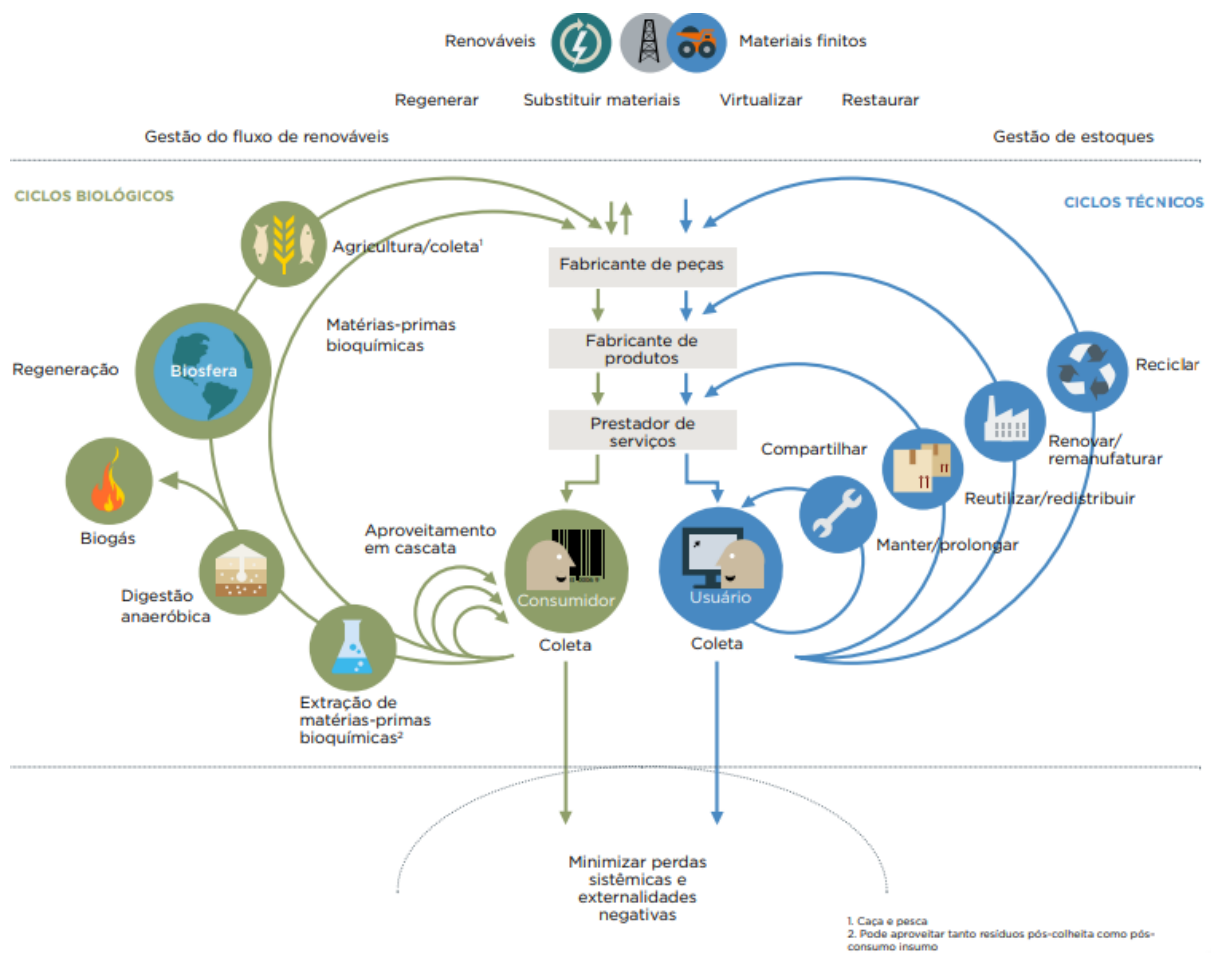 Renováveis
Materiais finitos
Regenerar
Substituir materiais
Virtualizar
Restaurar
Gestão do fluxo de renováveis
Gestão de estoques
CICLOS BIOLÓGICOS
CICLOS TÉCNICOS
Agricultura/coleta¹
Fabricante de peças
Matérias-primas
bioquímicas
Fabricante de
produtos
Regeneração
Biosfera
Reciclar
Prestador de
serviços
Compartilhar
Renovar/
remanufaturar
Reutilizar/redistribuir
Biogás
Aproveitamento
em cascata
Manter/prolongar
Digestão
anaeróbica
Consumidor
Usuário
Coleta
Coleta
Extração de
matérias-primas
bioquímicas²
Minimizar perdas
sistêmicas e
externalidades
negativas
1. Caça e pesca
2. Pode aproveitar tanto resíduos pós-colheita como pós-
consumo insumo